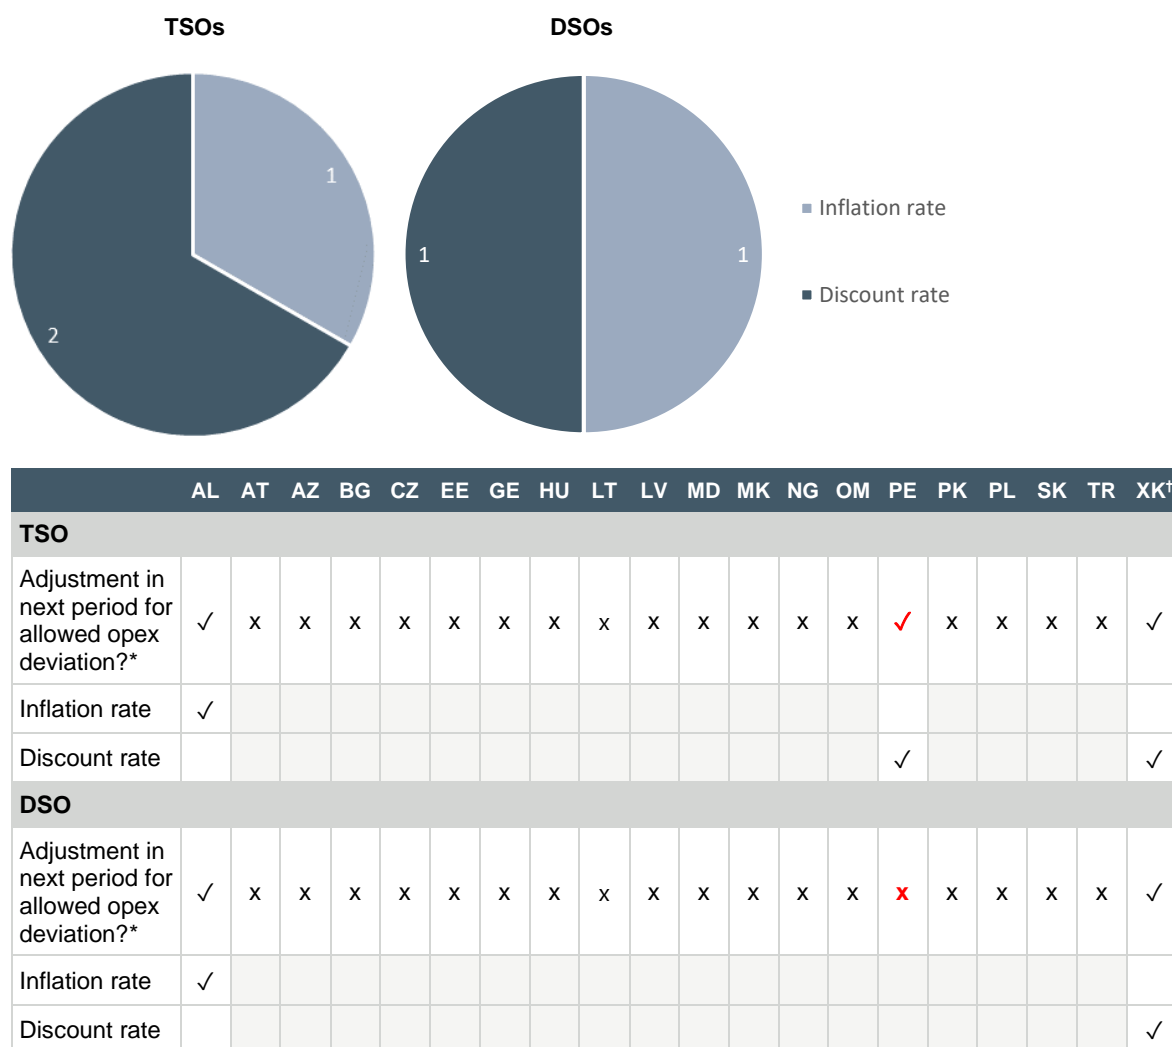 TSOs DSOs
1
2
1 1
Inflation rate
Discount rate
AL AT AZ BG CZ EE GE HU LT LV MD MK NG OM PE PK PL SK TR XK†
TSO
Adjustment in
next period for
allowed opex
deviation?*
✓ x x x x x x x x x x x x x ✓ x x x x ✓
Inflation rate ✓
Discount rate ✓ ✓
DSO
Adjustment in
next period for
allowed opex
deviation?*
✓ x x x x x x x x x x x x x x x x x x ✓
Inflation rate ✓
Discount rate ✓